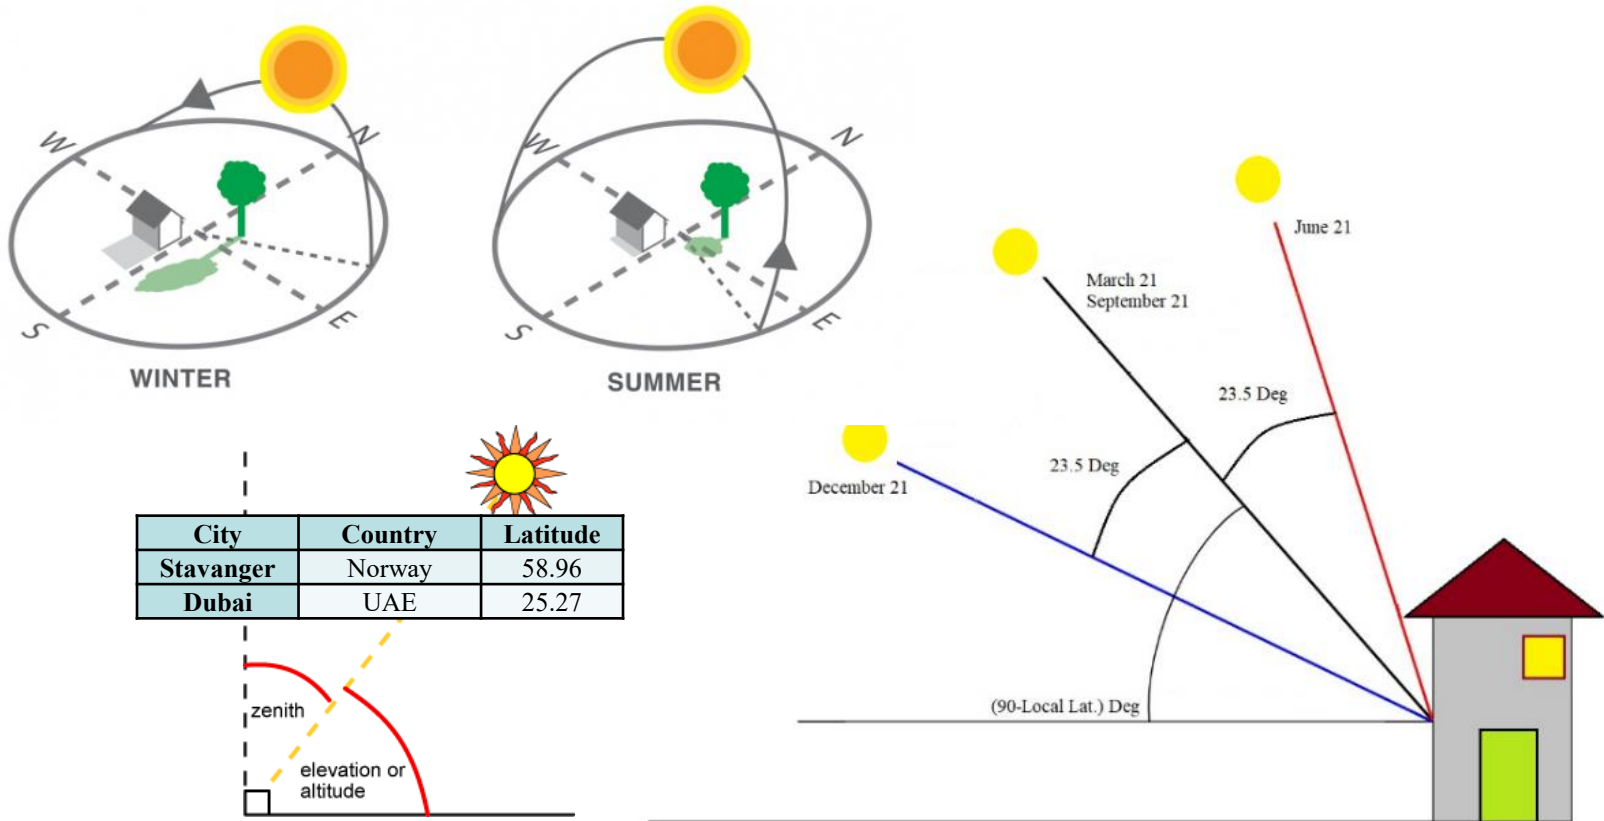 W
N
S
E
WINTER
W
N
S
E
SUMMER
June 21
March 21
September 21
23.5 Deg
23.5 Deg
December 21
(90-Local Lat.) Deg
City Country Latitude
Stavanger Norway 58.96
Dubai UAE 25.27
zenith
elevation or
altitude